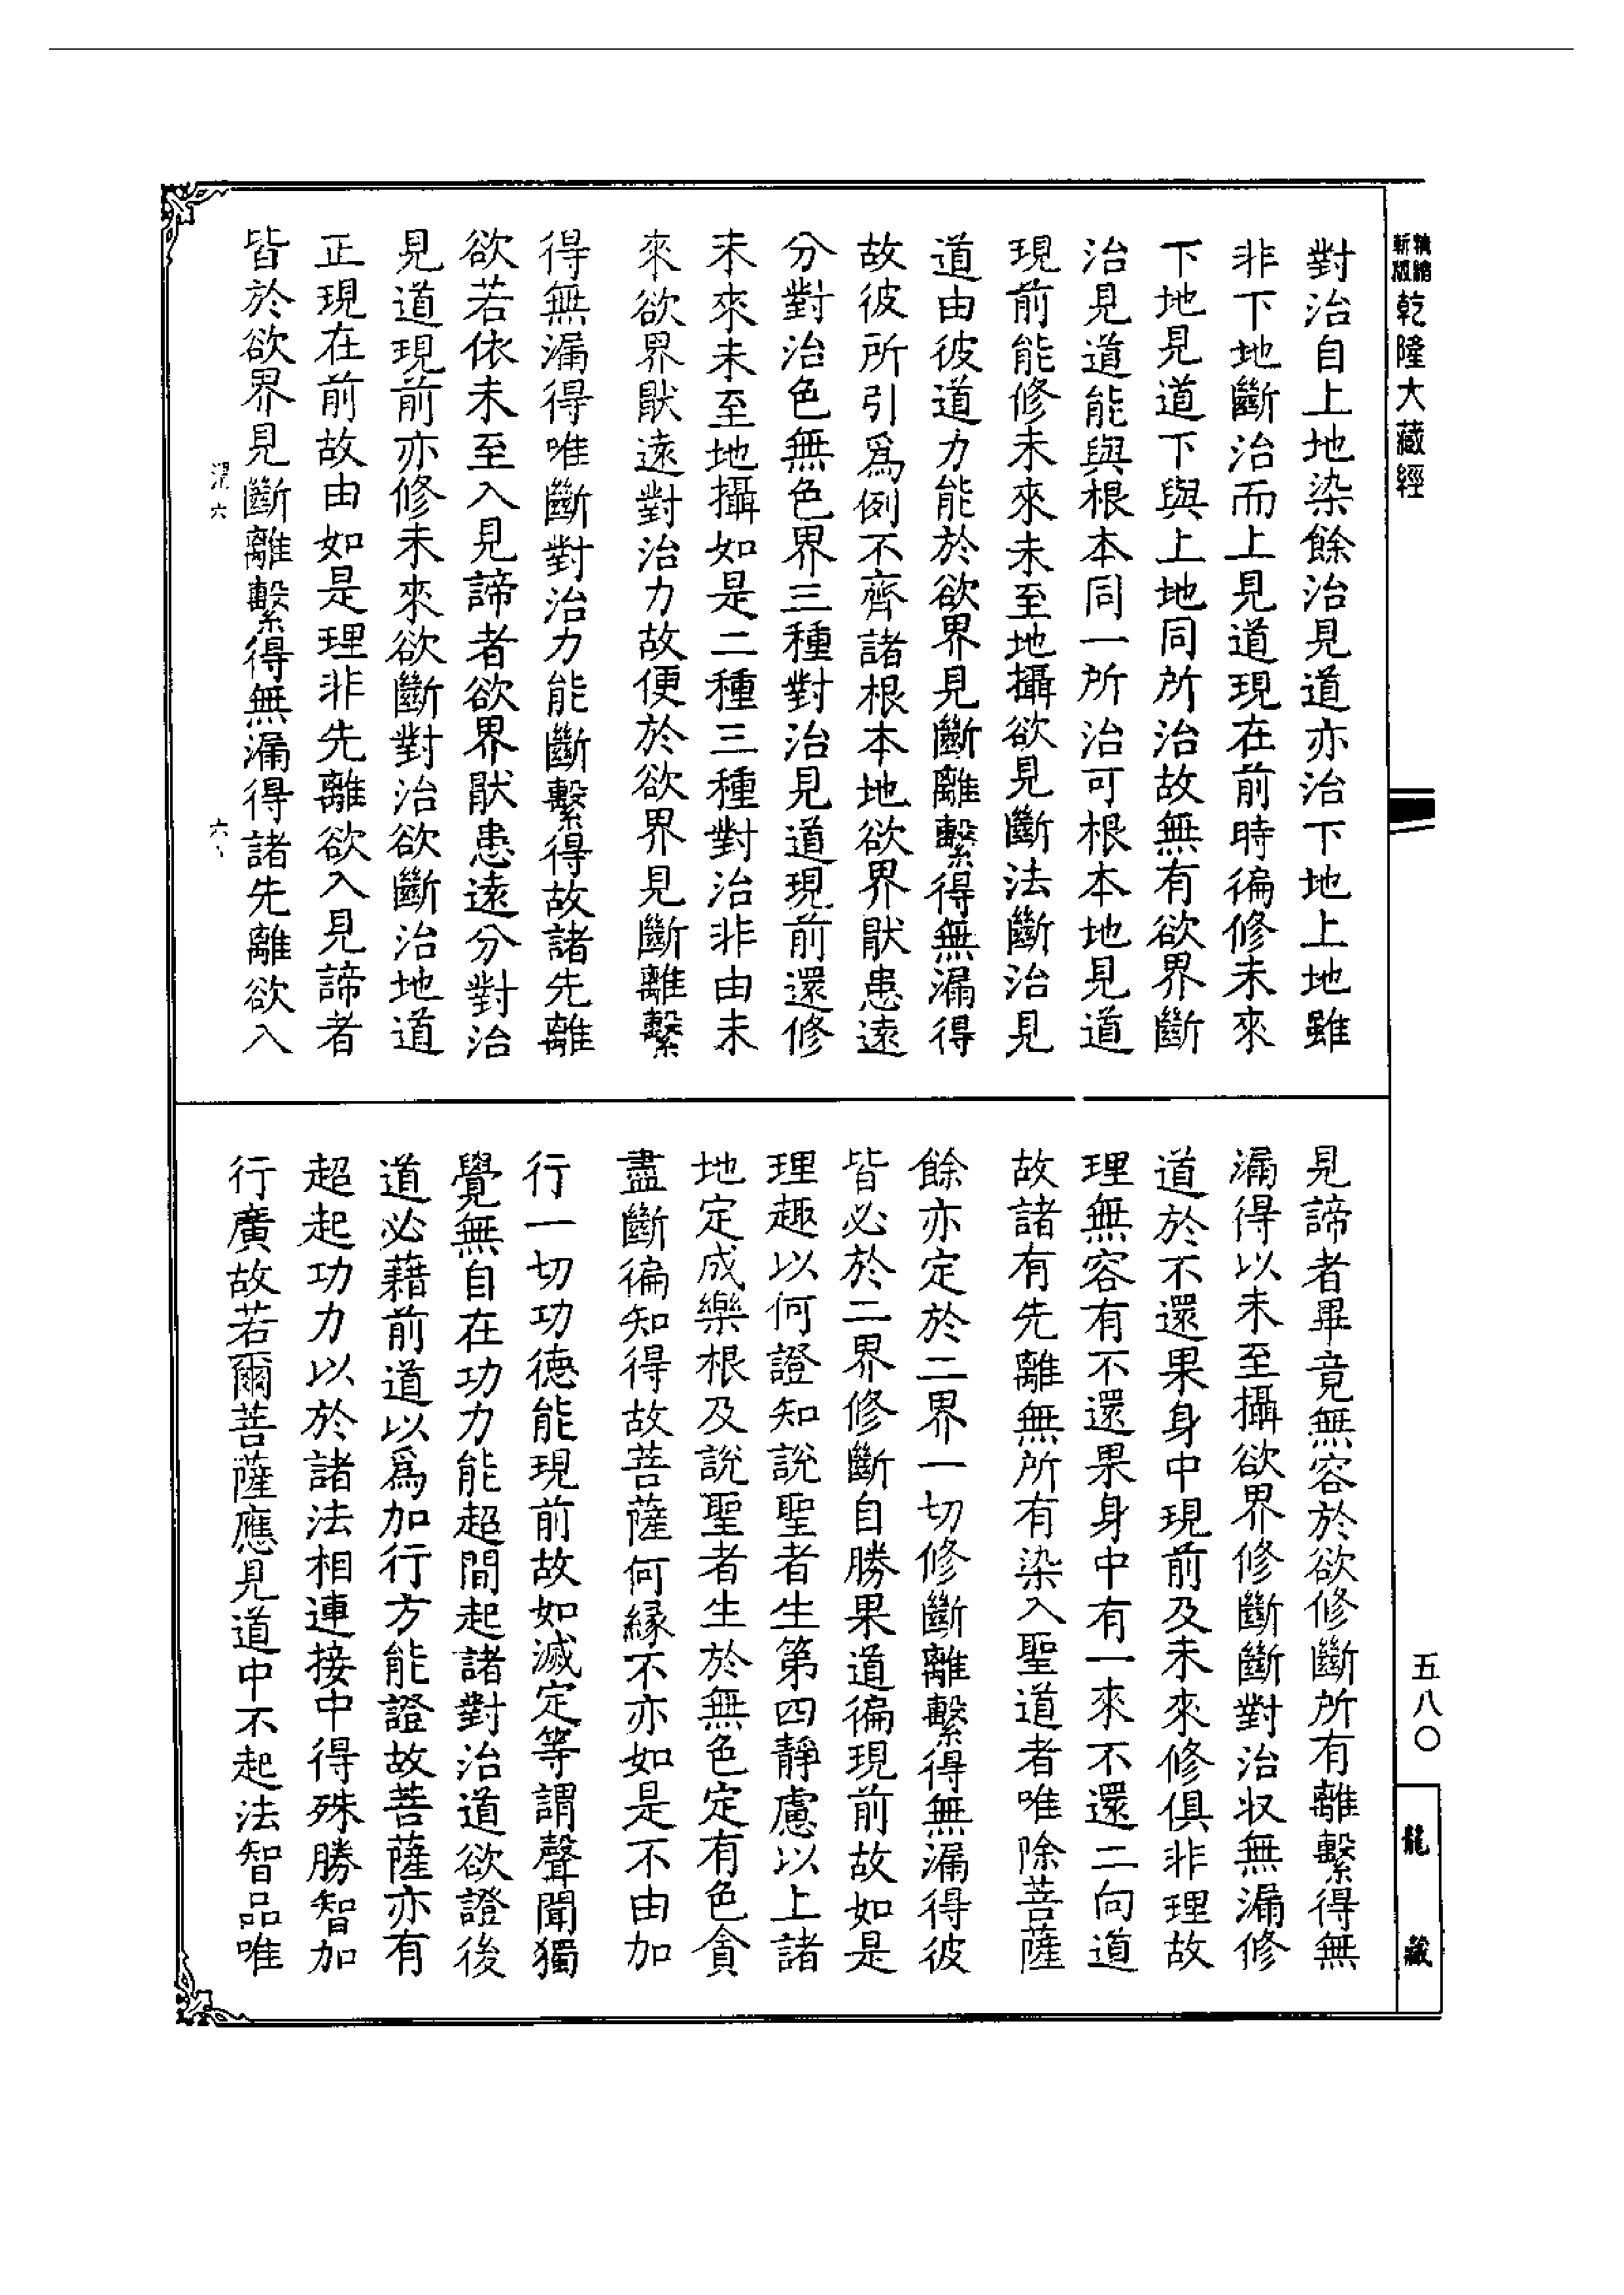 乾隆大藏經
對治自上地染餘治見道亦治下地上地雖
非下地斷治而上見道現在前時徧修未來
下地見道下與上地同所治故無有欲界斷
治見道能與根本同一所治可根本地見道
現前能修未來未至地攝欲見斷法斷治見
道由彼道力能於欲界見斷離繫得無漏得
故彼所引爲例不齊諸根本地欲界猒患遠
分對治色無色界三種對治見道現前還修
未來未至地攝如是二種三種對治非由未
來欲界猒遠對治力故便於欲界見斷離繫
得無漏得唯斷對治力能斷繫得故諸先離
欲若依未至入見諦者欲界猒患遠分對治
見道現前亦修未來欲斷對治欲斷治地道
正現在前故由如是理非先離欲入見諦者
皆於欲界見斷離繫得無漏得諸先離欲入
六
六
見諦者畢竟無容於欲修斷所有離繫得無
漏得以未至攝欲界修斷斷對治収無漏修
道於不還果身中現前及未來修俱非理故
理無容有不還果身中有一來不還二向道
故諸有先離無所有染入聖道者唯除菩薩
餘亦定於二界一切修斷離繫得無漏得彼
皆必於二界修斷自勝果道徧現前故如是
理趣以何證知說聖者生第四靜慮以上諸
地定成樂根及說聖者生於無色定有色貪
盡斷徧知得故菩薩何緣不亦如是不由加
行一切功德能現前故如滅定等謂聲聞獨
覺無自在功力能超間起諸對治道欲證後
道必藉前道以爲加行方能證故菩薩亦有
超起功力以於諸法相連接中得殊勝智加
行廣故若爾菩薩應見道中不起法智品唯
五八〇
龍藏